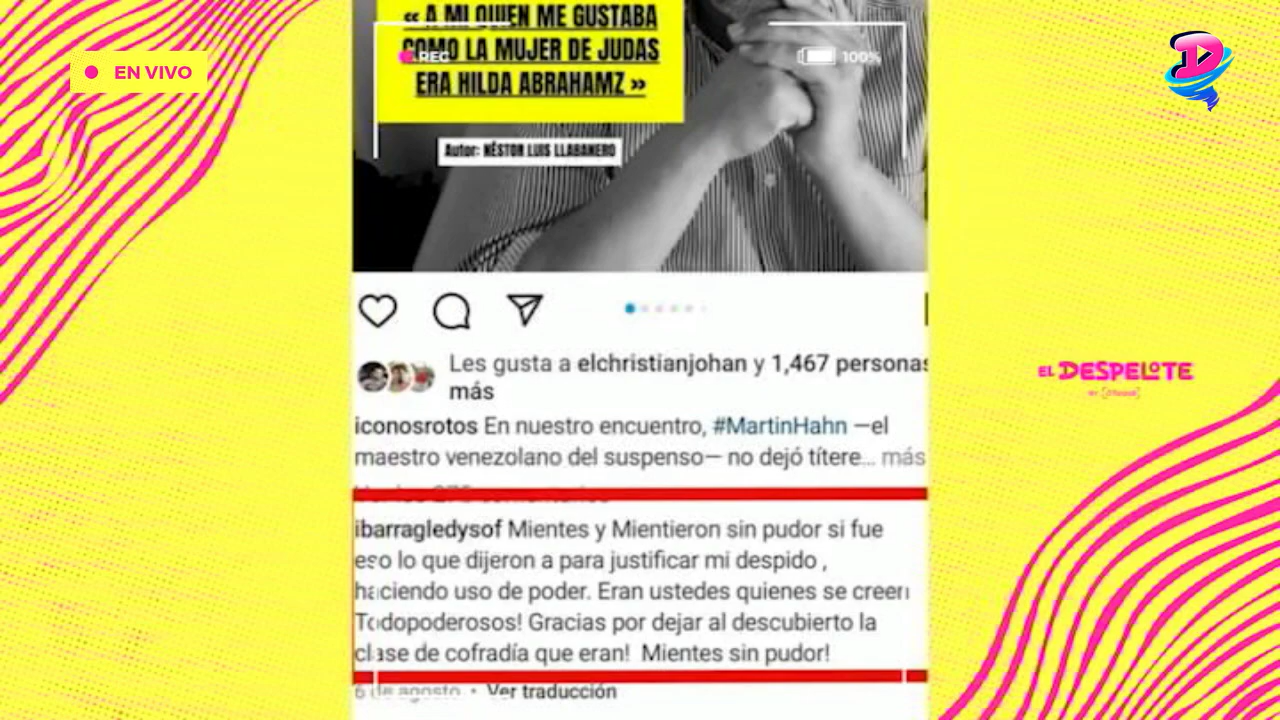 « A MI QUIEN ME GUSTABA
COMO LA MUJER DE JUDAS
ERA HILDA ABRAHAMZ »
REC
100%
EN VIVO
Autor: NÉSTOR LUIS LLABANERO
Les gusta a elchristianjohan y 1,467 personas
más
EL DESPELOTE
iconosrotos En nuestro encuentro, #MartinHahn —el
maestro venezolano del suspenso— no dejó títere... más
ibarragledysof Mientes y Mientieron sin pudor si fue
eso lo que dijeron a para justificar mi despido ,
haciendo uso de poder. Eran ustedes quienes se creen
Todopoderosos! Gracias por dejar al descubierto la
clase de cofradía que eran! Mientes sin pudor!
6 de agosto · Ver traducción